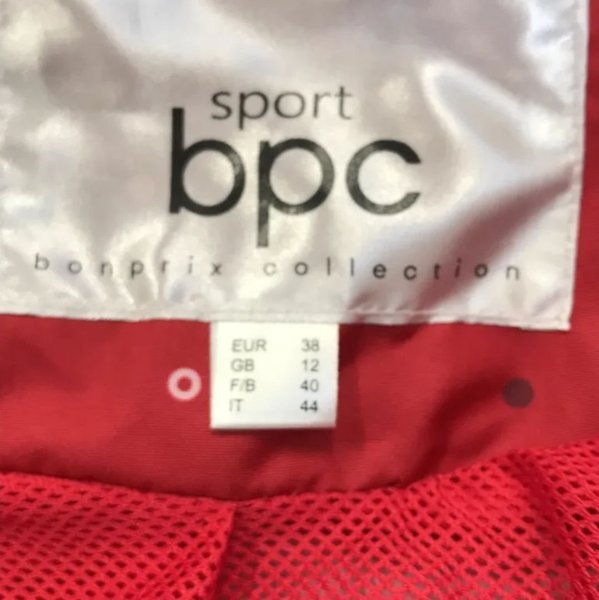 sport
bpc
bonprix collection
EUR 38
GB 12
F/B 40
IT 44